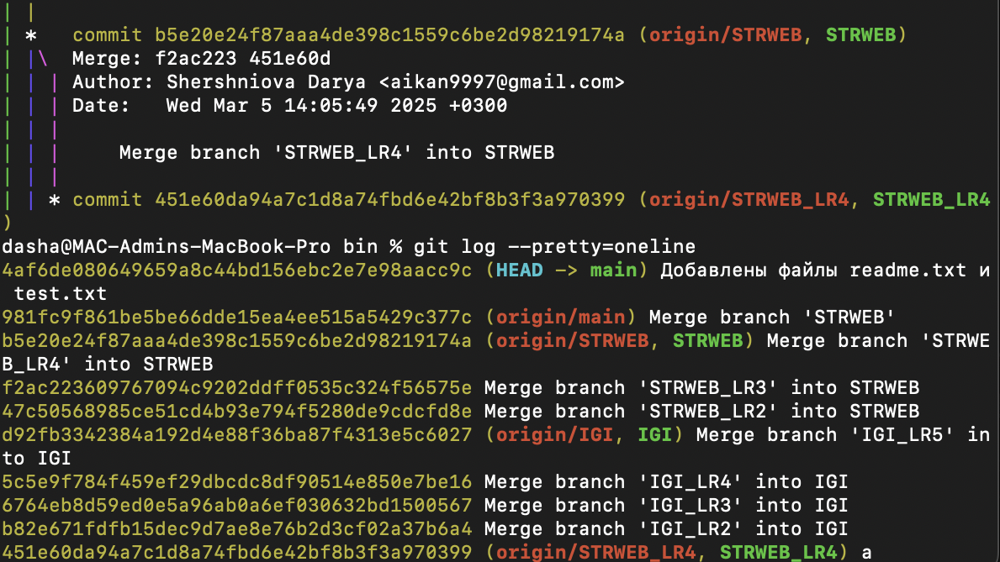 * commit b5e20e24f87aaa4de398c1559c6be2d98219174a (origin/STRWEB, STRWEB)
Merge: f2ac223 451e60d
Author: Shershniova Darya <aikan9997@gmail.com>
Date:   Wed Mar 5 14:05:49 2025 +0300
Merge branch 'STRWEB_LR4' into STRWEB
* commit 451e60da94a7c1d8a74fbd6e42bf8b3f3a970399 (origin/STRWEB_LR4, STRWEB_LR4
)
dasha@MAC-Admins-MacBook-Pro bin % git log --pretty=oneline
4af6de080649659a8c44bd156ebc2e7e98aacc9c (HEAD -> main) Добавлены файлы readme.txt и
test.txt
981fc9f861be5be66dde15ea4ee515a5429c377c (origin/main) Merge branch 'STRWEB'
b5e20e24f87aaa4de398c1559c6be2d98219174a (origin/STRWEB, STRWEB) Merge branch 'STRWE
B_LR4' into STRWEB
f2ac223609767094c9202ddff0535c324f56575e Merge branch 'STRWEB_LR3' into STRWEB
47c50568985ce51cd4b93e794f5280de9cdcfd8e Merge branch 'STRWEB_LR2' into STRWEB
d92fb3342384a192d4e88f36ba87f4313e5c6027 (origin/IGI, IGI) Merge branch 'IGI_LR5' in
to IGI
5c5e9f784f459ef29dbcdc8df90514e850e7be16 Merge branch 'IGI_LR4' into IGI
6764eb8d59ed0e5a96ab0a6ef030632bd1500567 Merge branch 'IGI_LR3' into IGI
b82e671fdfb15dec9d7ae8e76b2d3cf02a37b6a4 Merge branch 'IGI_LR2' into IGI
451e60da94a7c1d8a74fbd6e42bf8b3f3a970399 (origin/STRWEB_LR4, STRWEB_LR4) a